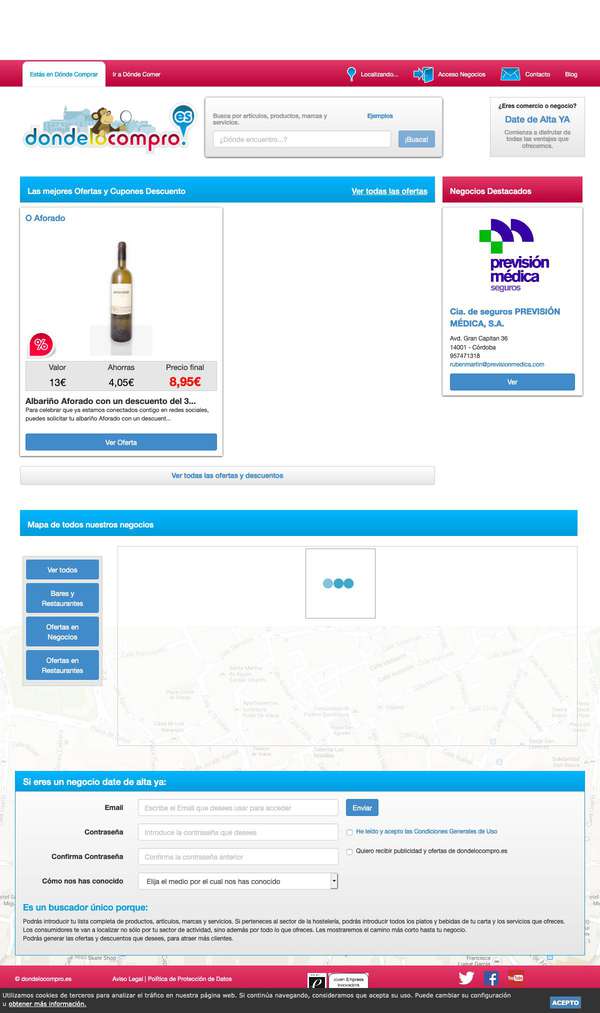 Estás en Dónde Comprar
Ir a Dónde Comer
Localizando...
Acceso Negocios
Contacto
Blog
dondelocompro.es
Busca por artículos, productos, marcas y servicios.
Ejemplos
¿Dónde encuentro...?
¡Busca!
¿Eres comercio o negocio?
Date de Alta YA
Comienza a disfrutar de
todas las ventajas que
ofrecemos.
Las mejores Ofertas y Cupones Descuento
Ver todas las ofertas
Negocios Destacados
O Aforado
%
Valor
Ahorras
Precio final
13€
4,05€
8,95€
Albariño Aforado con un descuento del 3...
Para celebrar que ya estamos conectados contigo en redes sociales,
puedes solicitar tu albariño Aforado con un descuent...
Ver Oferta
previsión
médica
seguros
Cia. de seguros PREVISIÓN
MÉDICA, S.A.
Avd. Gran Capitan 36
14001 - Córdoba
957471318
rubenmartin@previsionmedica.com
Ver
Ver todas las ofertas y descuentos
Mapa de todos nuestros negocios
Ver todos
Bares y
Restaurantes
Ofertas en
Negocios
Ofertas en
Restaurantes
Si eres un negocio date de alta ya:
Email
Escribe el Email que desees usar para acceder
Enviar
Contraseña
Introduce la contraseña que desees
He leído y acepto las Condiciones Generales de Uso
Confirma Contraseña
Confirma la contraseña anterior
Quiero recibir publicidad y ofertas de dondelocompro.es
Cómo nos has conocido
Elija el medio por el cual nos has conocido
Es un buscador único porque:
Podrás introducir tu lista completa de productos, artículos, marcas y servicios. Si perteneces al sector de la hostelería, podrás introducir todos los platos y bebidas de tu carta y los servicios que ofreces.
Los consumidores te van a localizar no sólo por tu sector de actividad, sino además por todo lo que ofreces. Les mostraremos el camino más corto hasta tu negocio.
Podrás generar las ofertas y descuentos que desees, para atraer más clientes.
© dondelocompro.es
Aviso Legal | Política de Protección de Datos
Utilizamos cookies de terceros para analizar el tráfico en nuestra página web. Si continúa navegando, consideramos que acepta su uso. Puede cambiar su configuración
u obtener más información.
ACEPTO